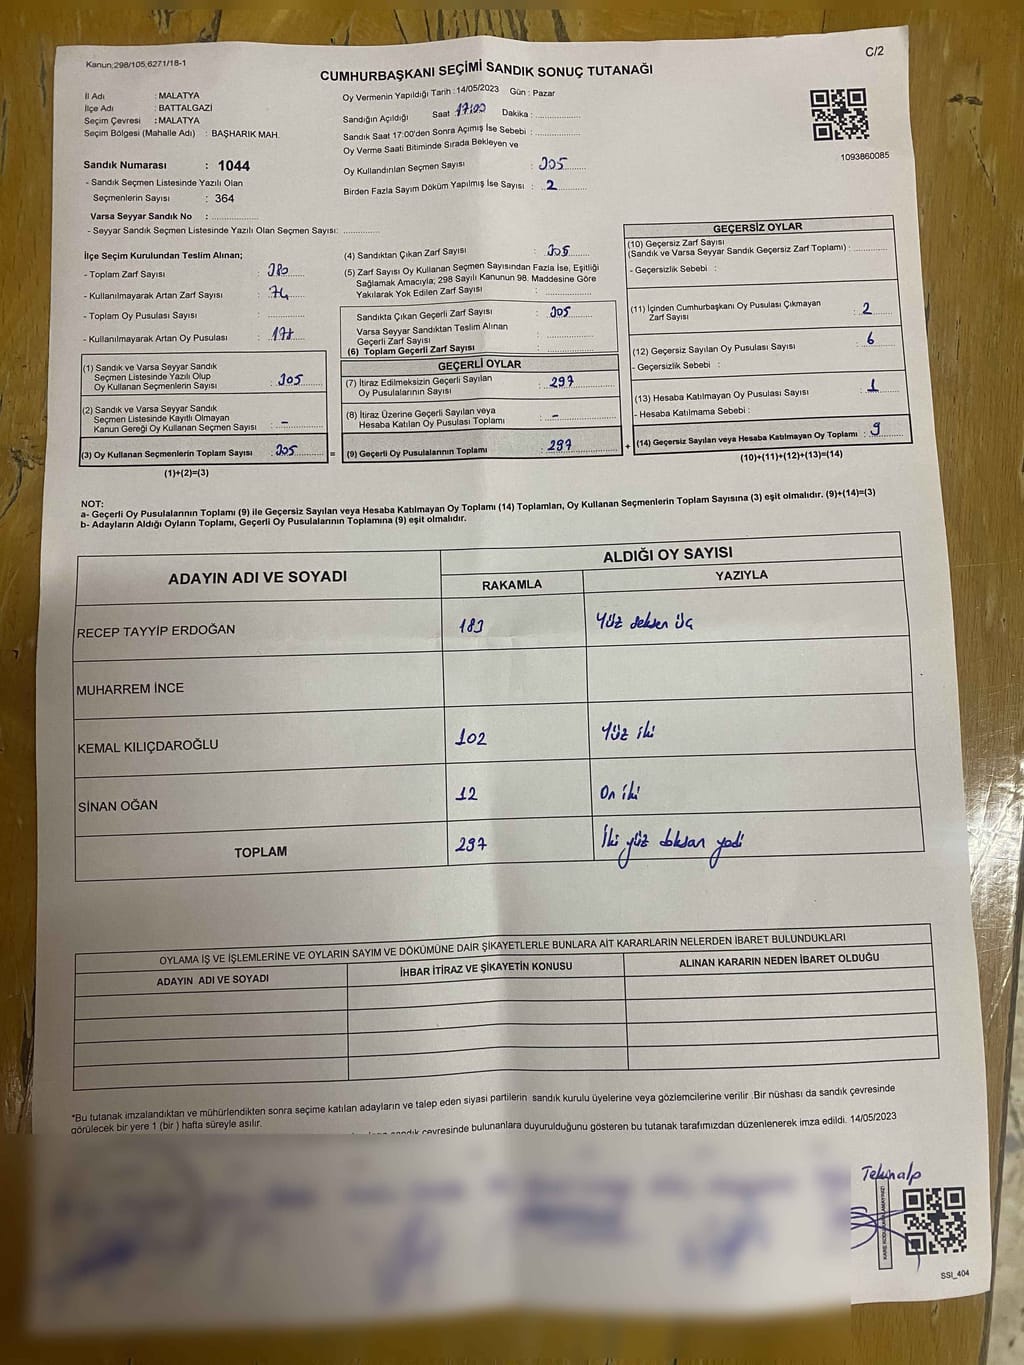 Kanun;298/105,6271/18-1
C/2
CUMHURBAŞKANI SEÇİMİ SANDIK SONUÇ TUTANAĞI
İl Adı : MALATYA
İlçe Adı : BATTALGAZİ
Seçim Çevresi : MALATYA
Seçim Bölgesi (Mahalle Adı) : BAŞHARIK MAH.
Sandık Numarası : 1044
- Sandık Seçmen Listesinde Yazılı Olan
Seçmenlerin Sayısı : 364
Varsa Seyyar Sandık No : ....................
- Seyyar Sandık Seçmen Listesinde Yazılı Olan Seçmen Sayısı: ...............
Oy Vermenin Yapıldığı Tarih :14/05/2023 Gün : Pazar
Sandığın Açıldığı Saat 17:00 Dakika : ...............
Sandık Saat 17:00'den Sonra Açılmış İse Sebebi : ...............
Oy Verme Saati Bitiminde Sırada Bekleyen ve
Oy Kullandırılan Seçmen Sayısı : 305
Birden Fazla Sayım Döküm Yapılmış İse Sayısı : 2
1093860085
İlçe Seçim Kurulundan Teslim Alınan;
- Toplam Zarf Sayısı : 380
- Kullanılmayarak Artan Zarf Sayısı : 74
- Toplam Oy Pusulası Sayısı : ...............
- Kullanılmayarak Artan Oy Pusulası :
(1) Sandık ve Varsa Seyyar Sandık
Seçmen Listesinde Yazılı Olup
Oy Kullanan Seçmenlerin Sayısı : 305
(2) Sandık ve Varsa Seyyar Sandık
Seçmen Listesinde Kayıtlı Olmayan
Kanun Gereği Oy Kullanan Seçmen Sayısı : -
(3) Oy Kullanan Seçmenlerin Toplam Sayısı : 305
(1)+(2)=(3)
(4) Sandıktan Çıkan Zarf Sayısı : 305
(5) Zarf Sayısı Oy Kullanan Seçmen Sayısından Fazla İse, Eşitliği
Sağlamak Amacıyla; 298 Sayılı Kanunun 98. Maddesine Göre
Yakılarak Yok Edilen Zarf Sayısı : ...............
Sandıkta Çıkan Geçerli Zarf Sayısı : 305
Varsa Seyyar Sandıktan Teslim Alınan
Geçerli Zarf Sayısı : ...............
(6) Toplam Geçerli Zarf Sayısı : ...............
GEÇERLİ OYLAR
(7) İtiraz Edilmeksizin Geçerli Sayılan
Oy Pusulalarının Sayısı : 297
(8) İtiraz Üzerine Geçerli Sayılan veya
Hesaba Katılan Oy Pusulası Toplamı : -
= (9) Geçerli Oy Pusulalarının Toplamı : 297 +
GEÇERSİZ OYLAR
(10) Geçersiz Zarf Sayısı
(Sandık ve Varsa Seyyar Sandık Geçersiz Zarf Toplamı) : ...............
- Geçersizlik Sebebi :
(11) İçinden Cumhurbaşkanı Oy Pusulası Çıkmayan
Zarf Sayısı : 2
(12) Geçersiz Sayılan Oy Pusulası Sayısı : 6
- Geçersizlik Sebebi :
(13) Hesaba Katılmayan Oy Pusulası Sayısı : 1
- Hesaba Katılmama Sebebi :
(14) Geçersiz Sayılan veya Hesaba Katılmayan Oy Toplamı : 9
(10)+(11)+(12)+(13)=(14)
NOT:
a- Geçerli Oy Pusulalarının Toplamı (9) ile Geçersiz Sayılan veya Hesaba Katılmayan Oy Toplamı (14) Toplamları, Oy Kullanan Seçmenlerin Toplam Sayısına (3) eşit olmalıdır. (9)+(14)=(3)
b- Adayların Aldığı Oyların Toplamı, Geçerli Oy Pusulalarının Toplamına (9) eşit olmalıdır.
ADAYIN ADI VE SOYADI
ALDIĞI OY SAYISI
RAKAMLA YAZIYLA
RECEP TAYYİP ERDOĞAN 183 Yüz seksen üç
MUHARREM İNCE
KEMAL KILIÇDAROĞLU 102 Yüz iki
SİNAN OĞAN 12 On iki
TOPLAM 297 İki yüz doksan yedi
OYLAMA İŞ VE İŞLEMLERİNE VE OYLARIN SAYIM VE DÖKÜMÜNE DAİR ŞİKAYETLERLE BUNLARA AİT KARARLARIN NELERDEN İBARET BULUNDUKLARI
ADAYIN ADI VE SOYADI İHBAR İTİRAZ VE ŞİKAYETİN KONUSU ALINAN KARARIN NEDEN İBARET OLDUĞU
*Bu tutanak imzalandıktan ve mühürlendikten sonra seçime katılan adayların ve talep eden siyasi partilerin sandık kurulu üyelerine veya gözlemcilerine verilir .Bir nüshası da sandık çevresinde
görülecek bir yere 1 (bir ) hafta süreyle asılır.
sandık çevresinde bulunanlara duyurulduğunu gösteren bu tutanak tarafımızdan düzenlenerek imza edildi. 14/05/2023
Tekinalp
SSI_404